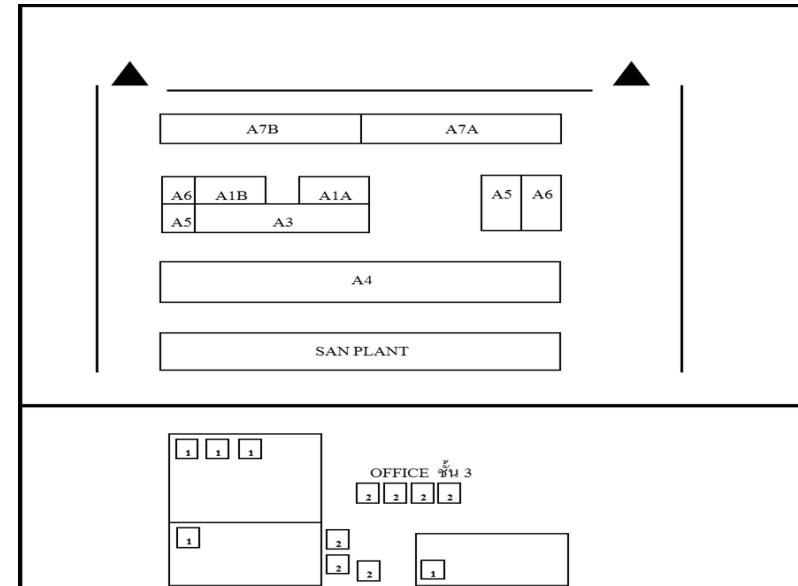 A7B A7A
A6 A1B A1A A5 A6
A5 A3
A4
SAN PLANT
1 1 1
OFFICE ชั้น 3
2 2 2 2
1 2
2 2 1